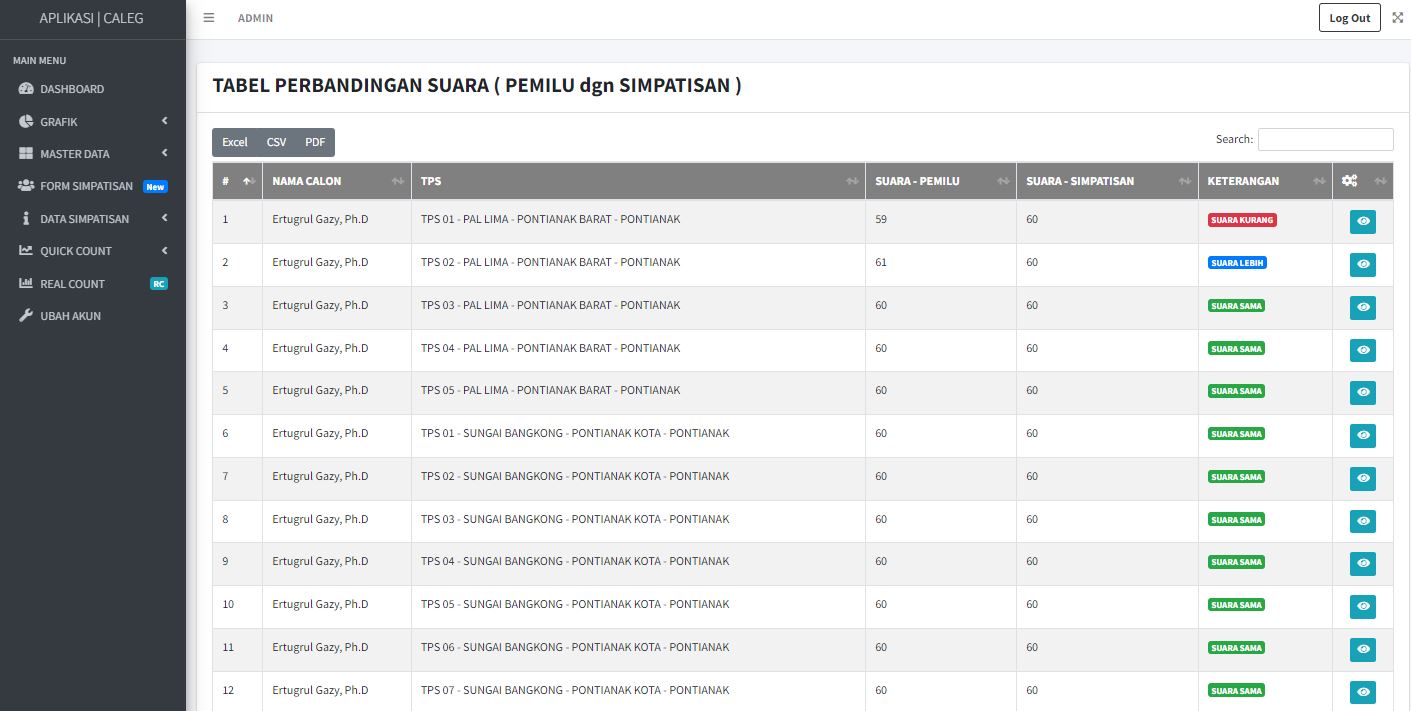 APLIKASI | CALEG
ADMIN
Log Out
MAIN MENU
DASHBOARD
GRAFIK
MASTER DATA
FORM SIMPATISAN New
DATA SIMPATISAN
QUICK COUNT
REAL COUNT RC
UBAH AKUN
TABEL PERBANDINGAN SUARA ( PEMILU dgn SIMPATISAN )
Excel CSV PDF
Search:
# NAMA CALON TPS SUARA - PEMILU SUARA - SIMPATISAN KETERANGAN
1 Ertugrul Gazy, Ph.D TPS 01 - PAL LIMA - PONTIANAK BARAT - PONTIANAK 59 60 SUARA KURANG
2 Ertugrul Gazy, Ph.D TPS 02 - PAL LIMA - PONTIANAK BARAT - PONTIANAK 61 60 SUARA LEBIH
3 Ertugrul Gazy, Ph.D TPS 03 - PAL LIMA - PONTIANAK BARAT - PONTIANAK 60 60 SUARA SAMA
4 Ertugrul Gazy, Ph.D TPS 04 - PAL LIMA - PONTIANAK BARAT - PONTIANAK 60 60 SUARA SAMA
5 Ertugrul Gazy, Ph.D TPS 05 - PAL LIMA - PONTIANAK BARAT - PONTIANAK 60 60 SUARA SAMA
6 Ertugrul Gazy, Ph.D TPS 01 - SUNGAI BANGKONG - PONTIANAK KOTA - PONTIANAK 60 60 SUARA SAMA
7 Ertugrul Gazy, Ph.D TPS 02 - SUNGAI BANGKONG - PONTIANAK KOTA - PONTIANAK 60 60 SUARA SAMA
8 Ertugrul Gazy, Ph.D TPS 03 - SUNGAI BANGKONG - PONTIANAK KOTA - PONTIANAK 60 60 SUARA SAMA
9 Ertugrul Gazy, Ph.D TPS 04 - SUNGAI BANGKONG - PONTIANAK KOTA - PONTIANAK 60 60 SUARA SAMA
10 Ertugrul Gazy, Ph.D TPS 05 - SUNGAI BANGKONG - PONTIANAK KOTA - PONTIANAK 60 60 SUARA SAMA
11 Ertugrul Gazy, Ph.D TPS 06 - SUNGAI BANGKONG - PONTIANAK KOTA - PONTIANAK 60 60 SUARA SAMA
12 Ertugrul Gazy, Ph.D TPS 07 - SUNGAI BANGKONG - PONTIANAK KOTA - PONTIANAK 60 60 SUARA SAMA